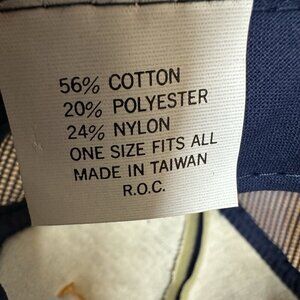 56% COTTON
20% POLYESTER
24% NYLON
ONE SIZE FITS ALL
MADE IN TAIWAN
R.O.C.